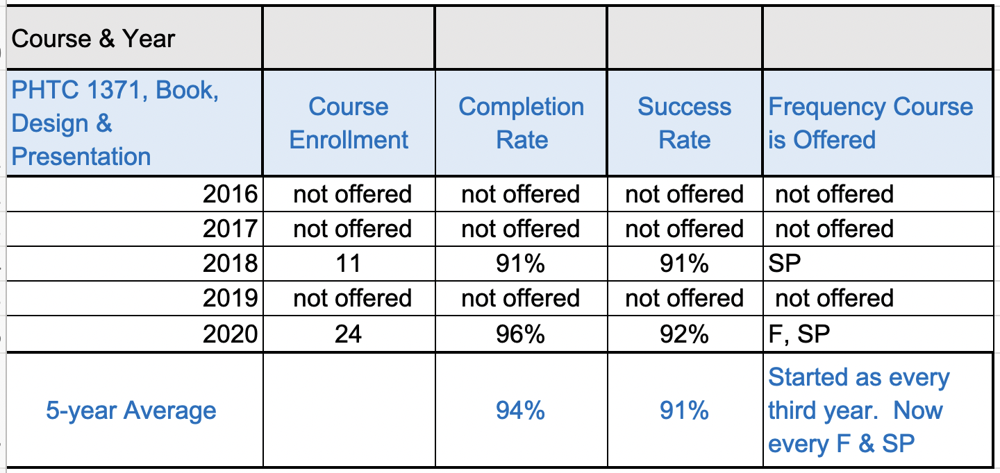 Course & Year
PHTC 1371, Book,
Design &
Presentation
Course
Enrollment
Completion
Rate
Success
Rate
Frequency Course
is Offered
2016 not offered not offered not offered not offered
2017 not offered not offered not offered not offered
2018 11 91% 91% SP
2019 not offered not offered not offered not offered
2020 24 96% 92% F, SP
5-year Average 94% 91%
Started as every
third year.  Now
every F & SP